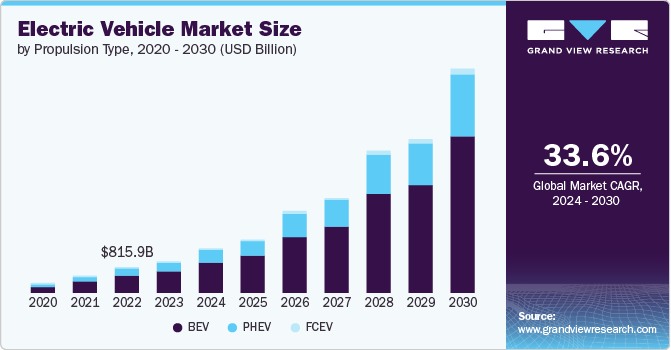 Electric Vehicle Market Size
by Propulsion Type, 2020 - 2030 (USD Billion)
$815.9B
2020 2021 2022 2023 2024 2025 2026 2027 2028 2029 2030
BEV PHEV FCEV
GRAND VIEW RESEARCH
33.6%
Global Market CAGR,
2024 - 2030
Source:
www.grandviewresearch.com